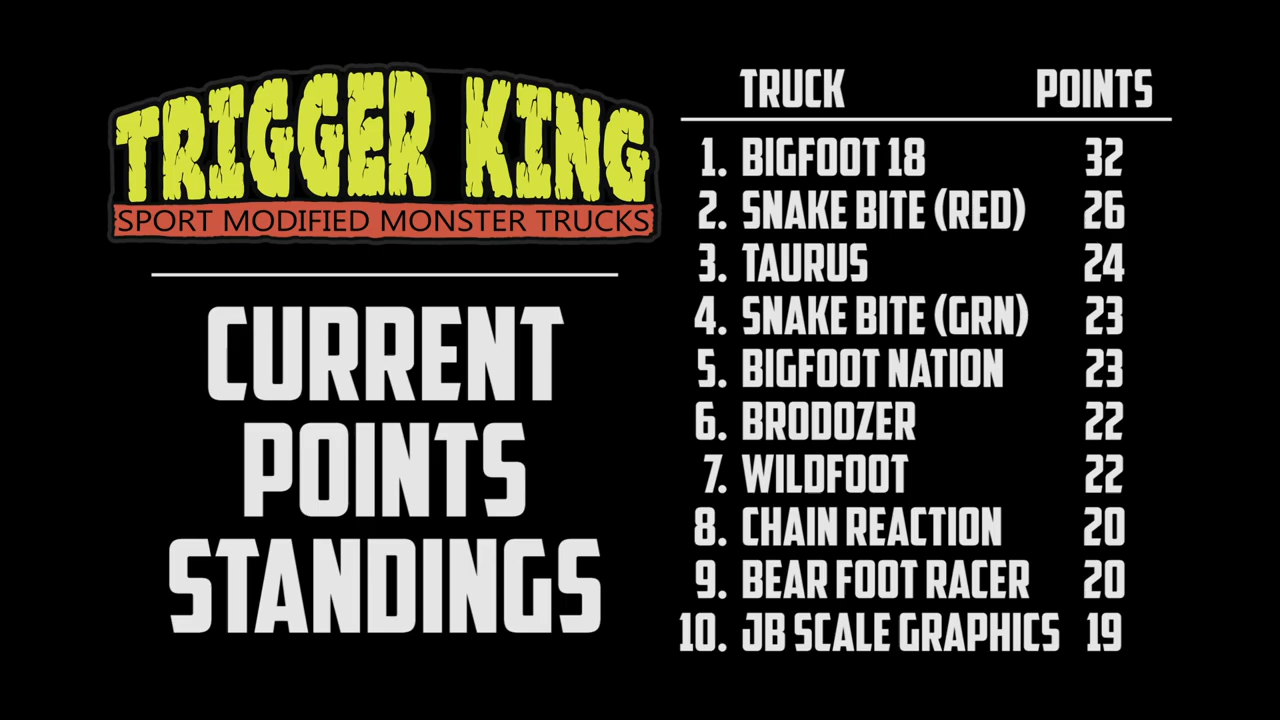 TRIGGER KING
SPORT MODIFIED MONSTER TRUCKS
CURRENT
POINTS
STANDINGS
TRUCK POINTS
1. BIGFOOT 18 32
2. SNAKE BITE (RED) 26
3. TAURUS 24
4. SNAKE BITE (GRN) 23
5. BIGFOOT NATION 23
6. BRODOZER 22
7. WILDFOOT 22
8. CHAIN REACTION 20
9. BEAR FOOT RACER 20
10. JB SCALE GRAPHICS 19